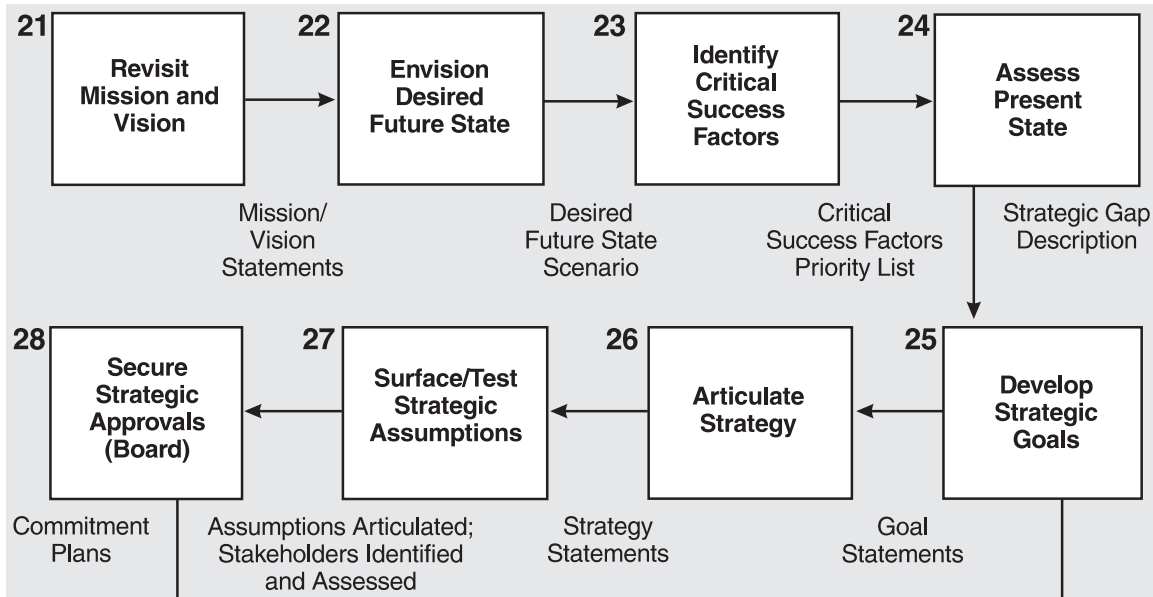 21
Revisit
Mission and
Vision
22
Envision
Desired
Future State
23
Identify
Critical
Success
Factors
24
Assess
Present
State
Mission/
Vision
Statements
Desired
Future State
Scenario
Critical
Success Factors
Priority List
Strategic Gap
Description
28
Secure
Strategic
Approvals
(Board)
27
Surface/Test
Strategic
Assumptions
26
Articulate
Strategy
25
Develop
Strategic
Goals
Commitment
Plans
Assumptions Articulated;
Stakeholders Identified
and Assessed
Strategy
Statements
Goal
Statements